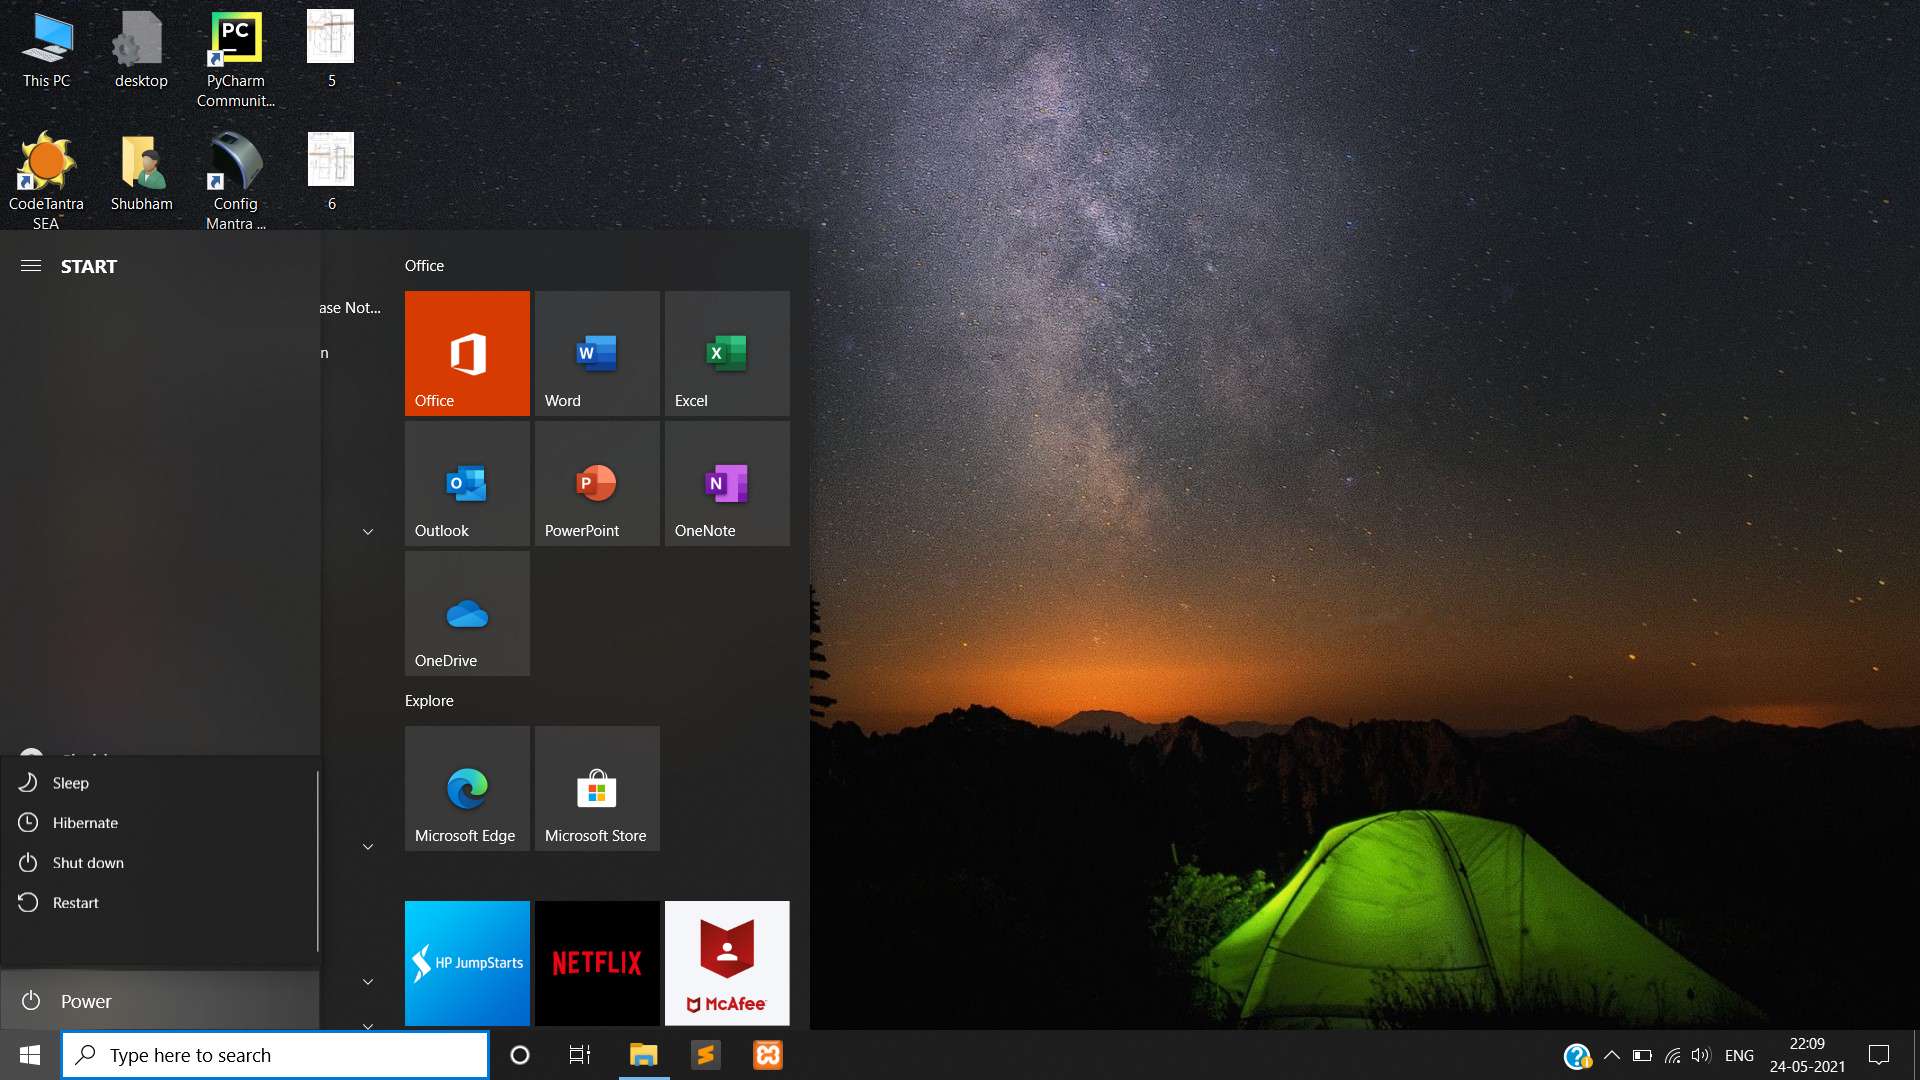 This PC
desktop
PyCharm
Communit...
5
CodeTantra
SEA
Shubham
Config
Mantra ...
6
START
ase Not...
n
Office
Office
Word
Excel
Outlook
PowerPoint
OneNote
OneDrive
Explore
Microsoft Edge
Microsoft Store
HP JumpStarts
NETFLIX
McAfee
Sleep
Hibernate
Shut down
Restart
Power
Type here to search
ENG
22:09
24-05-2021